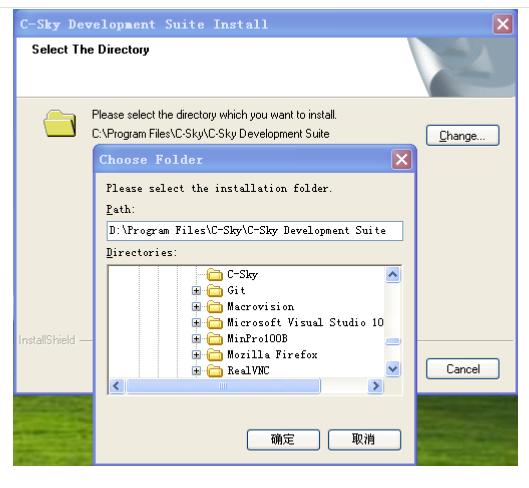 C-Sky Development Suite Install
Select The Directory
Please select the directory which you want to install.
C:\Program Files\C-Sky\C-Sky Development Suite
Change...
Choose Folder
Please select the installation folder.
Path:
D:\Program Files\C-Sky\C-Sky Development Suite
Directories:
C-Sky
Git
Macrovision
Microsoft Visual Studio 10
MinPro100B
Mozilla Firefox
RealVNC
InstallShield
Cancel
确定
取消